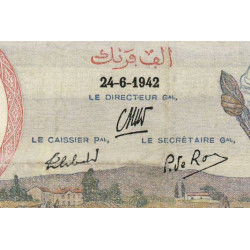 الف فرنك
24-6-1942
LE DIRECTEUR GAL,
LE CAISSIER PAL,
LE SECRÉTAIRE GAL,